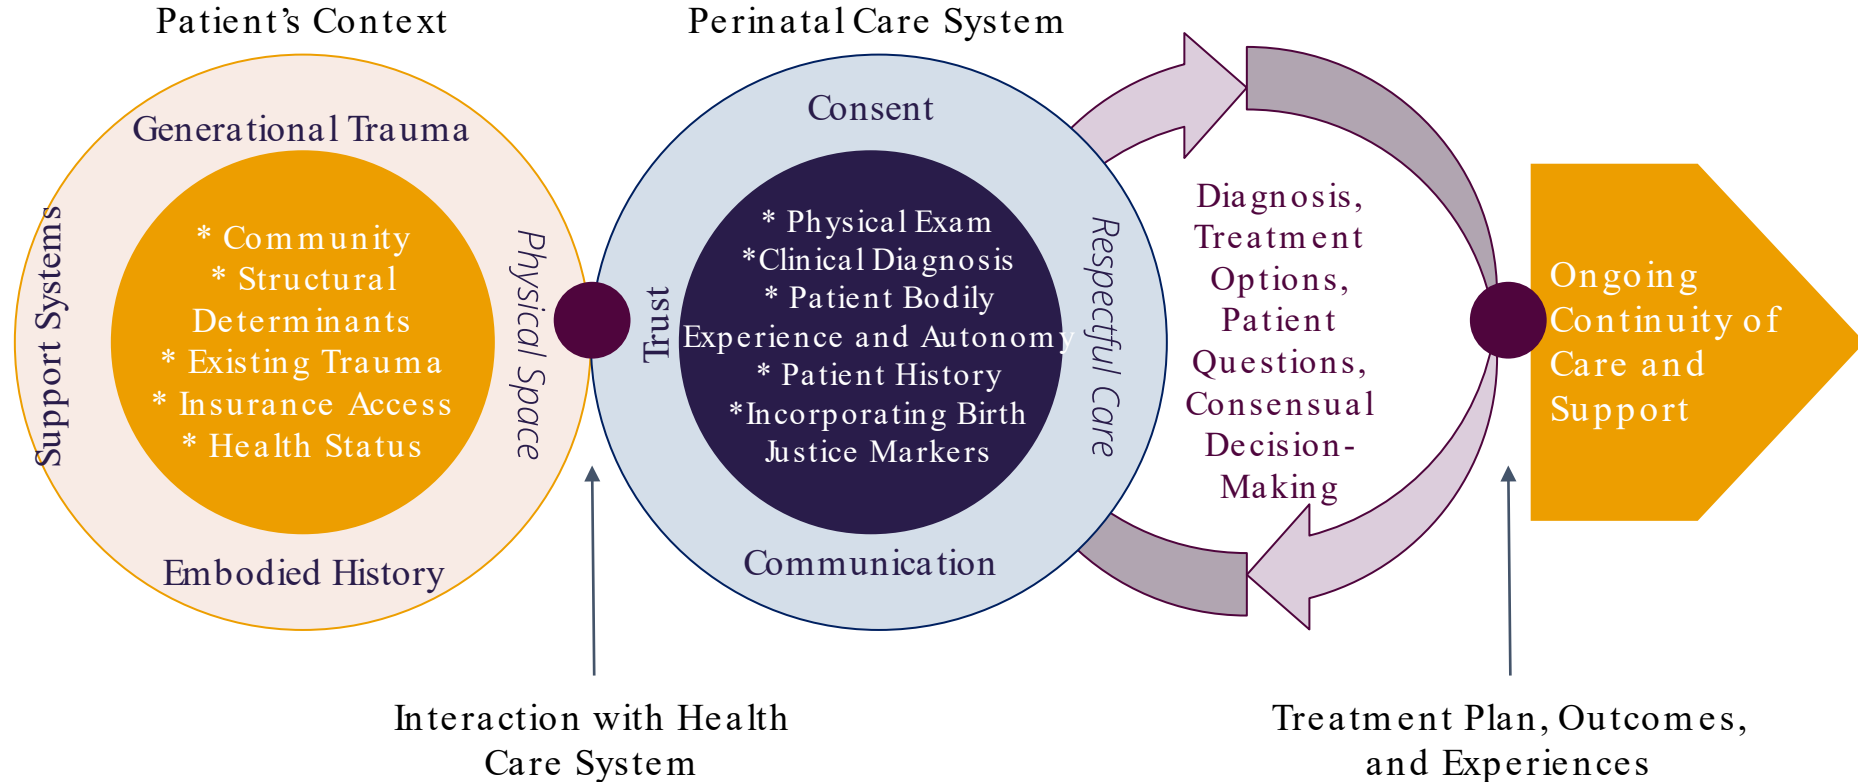 Patient's Context
Generational Trauma
Support Systems
* Community
* Structural
Determinants
* Existing Trauma
* Insurance Access
* Health Status
Physical Space
Embodied History
Perinatal Care System
Consent
Trust
* Physical Exam
*Clinical Diagnosis
* Patient Bodily
Experience and Autonomy
* Patient History
*Incorporating Birth
Justice Markers
Respectful Care
Communication
Diagnosis,
Treatment
Options,
Patient
Questions,
Consensual
Decision-
Making
Ongoing
Continuity of
Care and
Support
Interaction with Health
Care System
Treatment Plan, Outcomes,
and Experiences